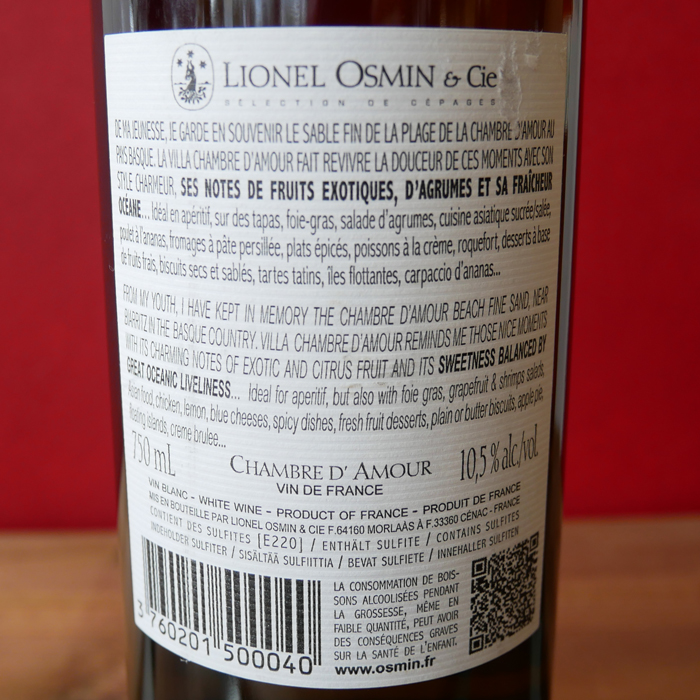 LIONEL OSMIN & Cie
SÉLECTION DE CÉPAGES
DE MA JEUNESSE, JE GARDE EN SOUVENIR LE SABLE FIN DE LA PLAGE DE LA CHAMBRE D'AMOUR AU
PAYS BASQUE. LA VILLA CHAMBRE D'AMOUR FAIT REVIVRE LA DOUCEUR DE CES MOMENTS AVEC SON
STYLE CHARMEUR, SES NOTES DE FRUITS EXOTIQUES, D'AGRUMES ET SA FRAÎCHEUR
OCÉANE... Idéal en apéritif, sur des tapas, foie-gras, salade d'agrumes, cuisine asiatique sucrée/salée,
poulet à l'ananas, fromages à pâte persillée, plats épicés, poissons à la crème, roquefort, desserts à base
de fruits frais, biscuits secs et sablés, tartes tatins, îles flottantes, carpaccio d'ananas...
FROM MY YOUTH, I HAVE KEPT IN MEMORY THE CHAMBRE D'AMOUR BEACH FINE SAND, NEAR
BIARRITZ IN THE BASQUE COUNTRY. VILLA CHAMBRE D'AMOUR REMINDS ME THOSE NICE MOMENTS
WITH ITS CHARMING NOTES OF EXOTIC AND CITRUS FRUIT AND ITS SWEETNESS BALANCED BY
GREAT OCEANIC LIVELINESS... Ideal for aperitif, but also with foie gras, grapefruit & shrimps salads,
Asian food, chicken, lemon, blue cheeses, spicy dishes, fresh fruit desserts, plain or butter biscuits, apple pie,
floating islands, creme brulee...
750 mL
CHAMBRE D' AMOUR
10,5 % alc./vol.
VIN DE FRANCE
VIN BLANC - WHITE WINE - PRODUCT OF FRANCE - PRODUIT DE FRANCE
MIS EN BOUTEILLE PAR LIONEL OSMIN & CIE F.64160 MORLAÀS À F.33360 CÉNAC - FRANCE
CONTIENT DES SULFITES [E220] / ENTHÄLT SULFITE / CONTAINS SULFITES
INDEHOLDER SULFITER / SISÄLTÄÄ SULFIITTIA / BEVAT SULFIETE / INNEHALLER SULFITEN
LA CONSOMMATION DE BOIS-
SONS ALCOOLISÉES PENDANT
LA GROSSESSE, MÊME EN
FAIBLE QUANTITÉ, PEUT AVOIR
DES CONSÉQUENCES GRAVES
SUR LA SANTÉ DE L'ENFANT.
www.osmin.fr
3 760201 500040